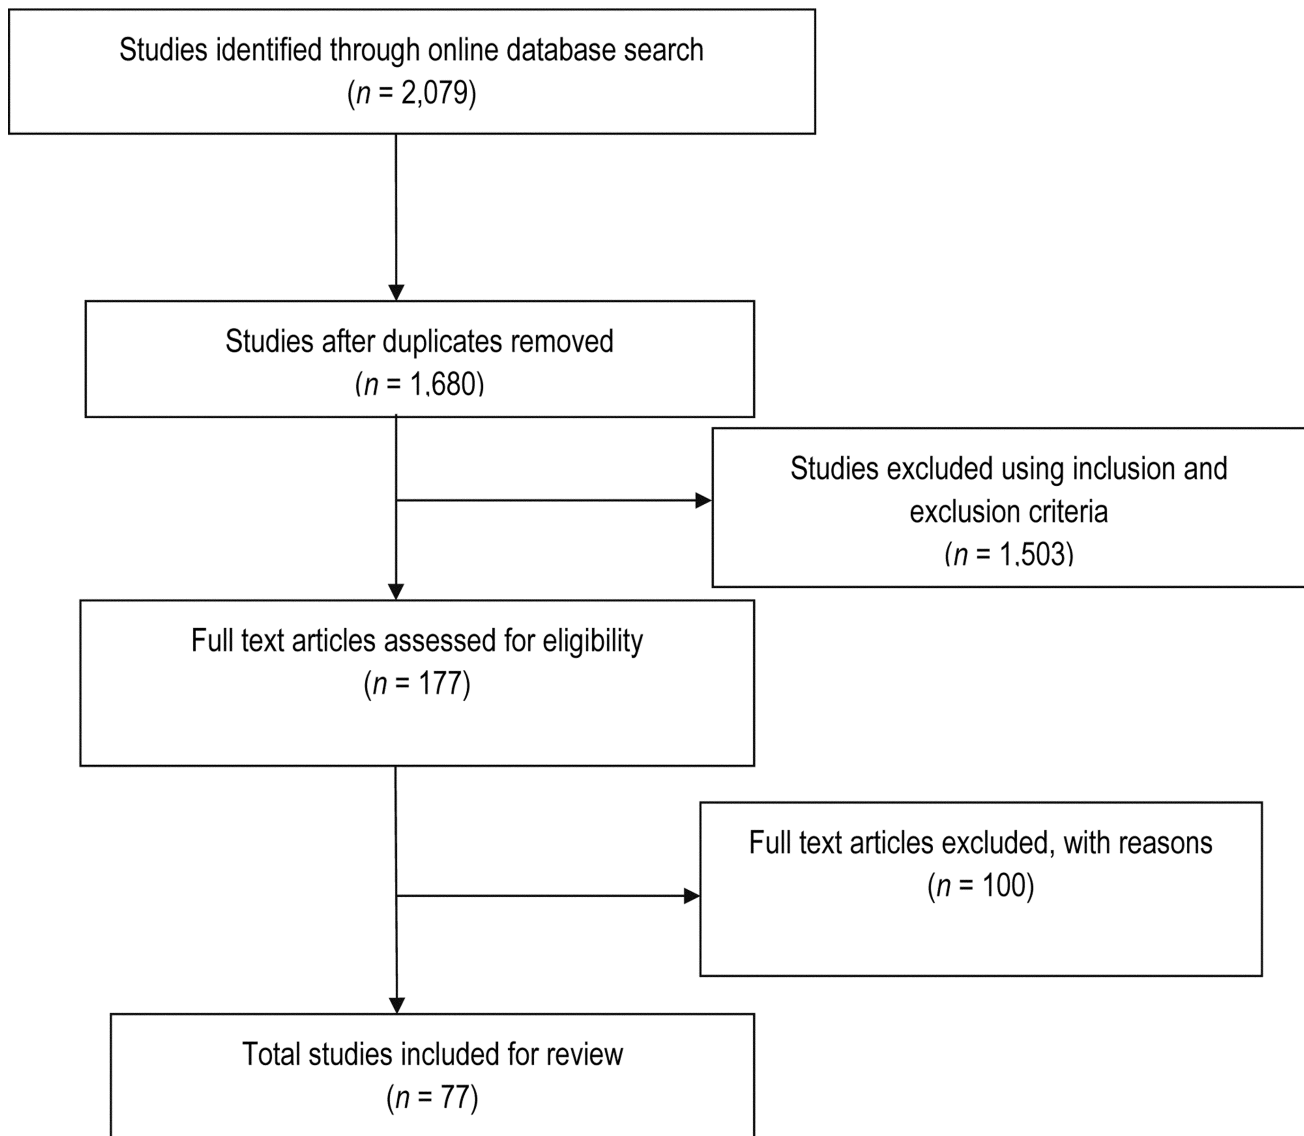 Studies identified through online database search
(n = 2,079)
Studies after duplicates removed
(n = 1,680)
Studies excluded using inclusion and
exclusion criteria
(n = 1,503)
Full text articles assessed for eligibility
(n = 177)
Full text articles excluded, with reasons
(n = 100)
Total studies included for review
(n = 77)